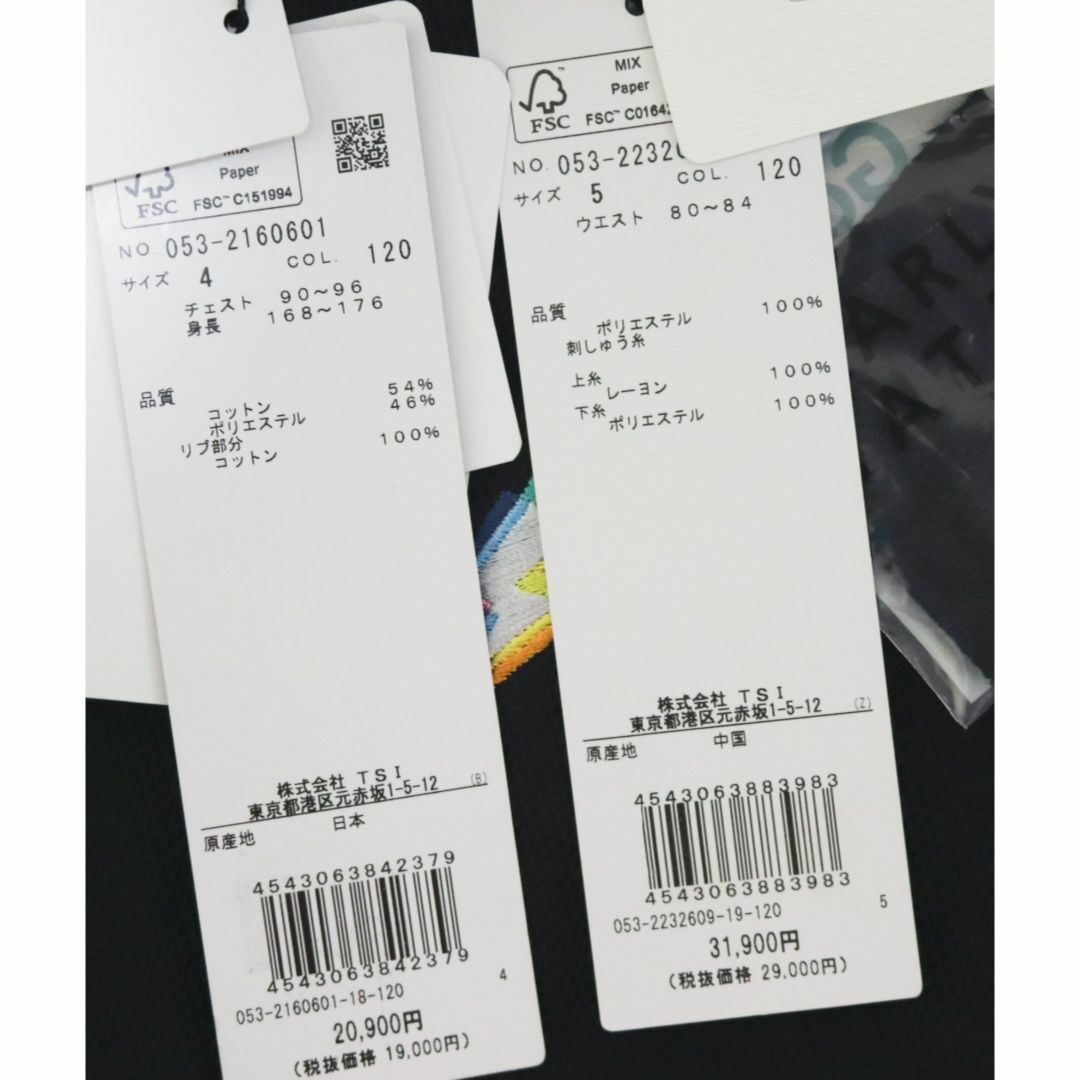 MIX
Paper
FSC
FSC™ C151994
NO. 053-2160601
サイズ 4 COL. 120
チェスト 90~96
身長 168~176
品質
コットン 54%
ポリエステル 46%
リブ部分
コットン 100%
株式会社 TSI
東京都港区元赤坂1-5-12 (B)
原産地 日本
4543063842379
4543063842379
053-2160601-18-120 4
20,900円
(税抜価格 19,000円)
MIX
Paper
FSC
FSC™ C0164
NO. 053-2232
サイズ 5 COL. 120
ウエスト 80~84
品質
ポリエステル 100%
刺しゅう糸
上糸
レーヨン 100%
下糸
ポリエステル 100%
株式会社 TSI
東京都港区元赤坂1-5-12 (Z)
原産地 中国
4543063883983
4543063883983
053-2232609-19-120 5
31,900円
(税抜価格 29,000円)
ARLY
AT